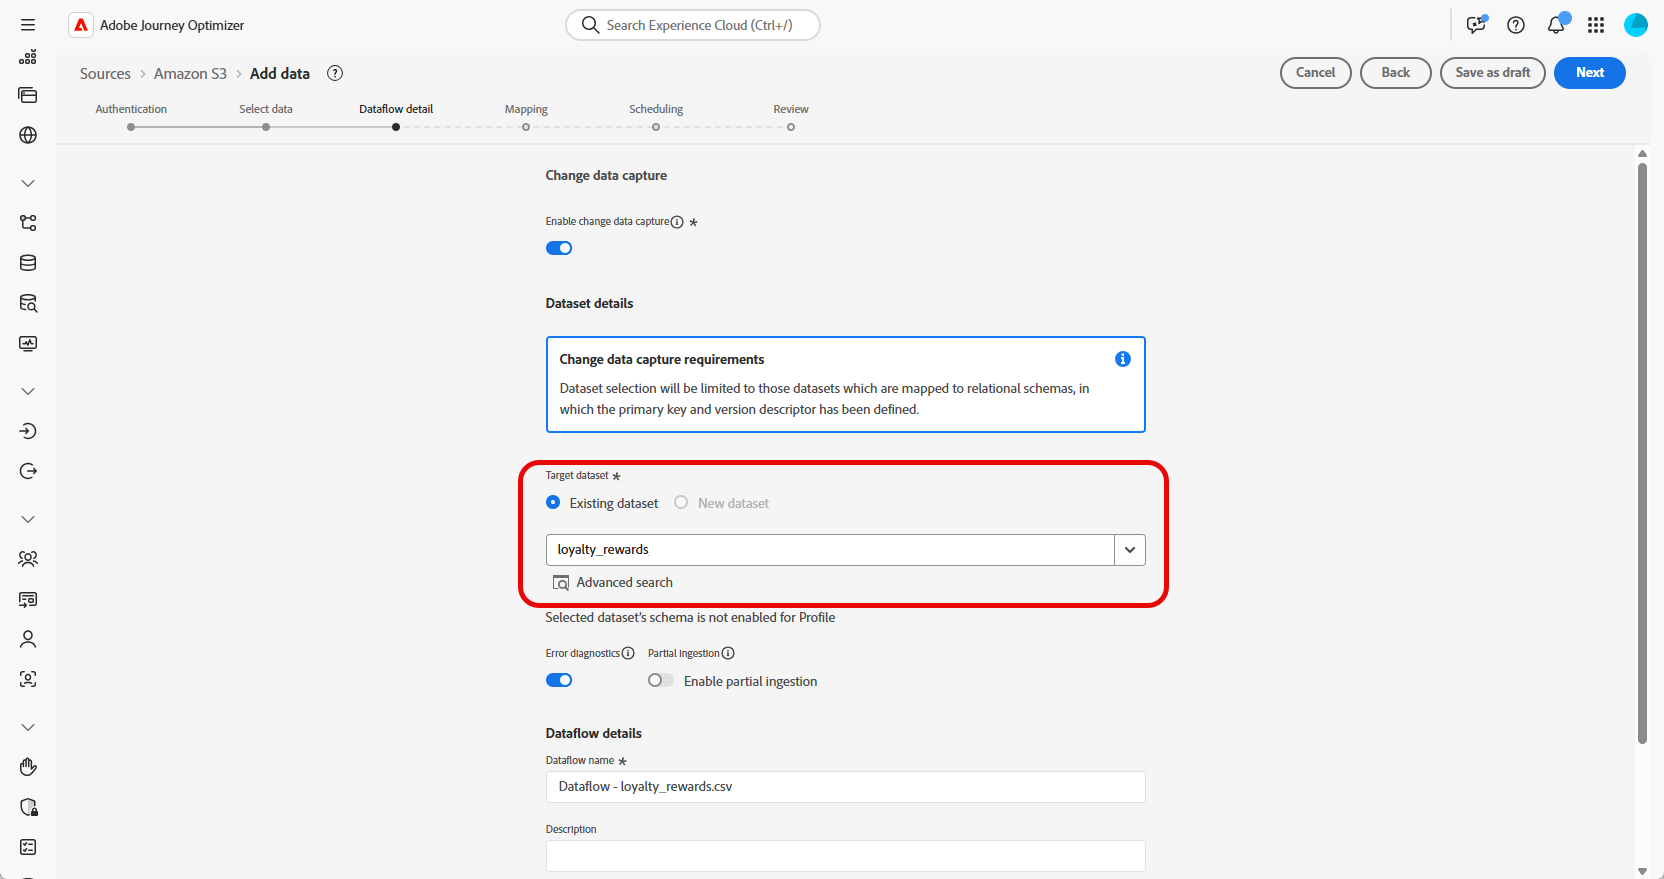 Adobe Journey Optimizer
Search Experience Cloud (Ctrl+/)
Sources > Amazon S3 > Add data
Cancel
Back
Save as draft
Next
Authentication
Select data
Dataflow detail
Mapping
Scheduling
Review
Change data capture
Enable change data capture *
Dataset details
Change data capture requirements
Dataset selection will be limited to those datasets which are mapped to relational schemas, in
which the primary key and version descriptor has been defined.
Target dataset *
Existing dataset
New dataset
loyalty_rewards
Advanced search
Selected dataset's schema is not enabled for Profile
Error diagnostics
Partial ingestion
Enable partial ingestion
Dataflow details
Dataflow name *
Dataflow - loyalty_rewards.csv
Description